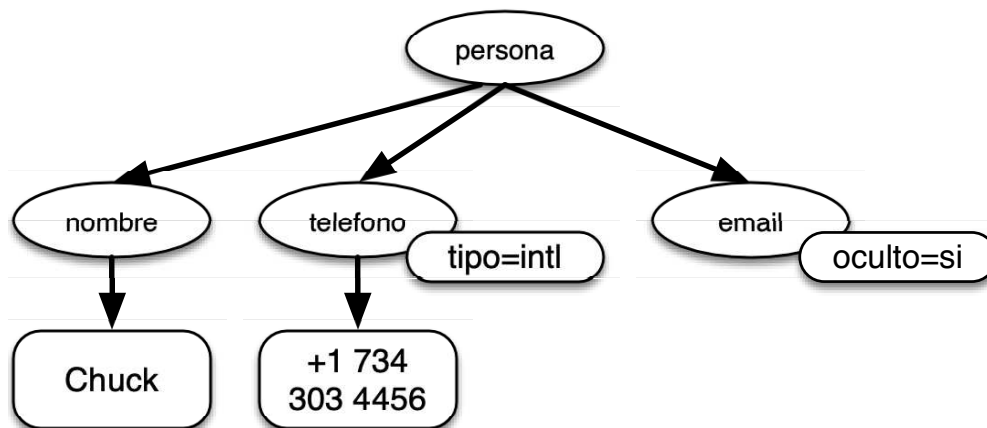 persona
nombre
telefono
tipo=intl
email
oculto=si
Chuck
+1 734
303 4456